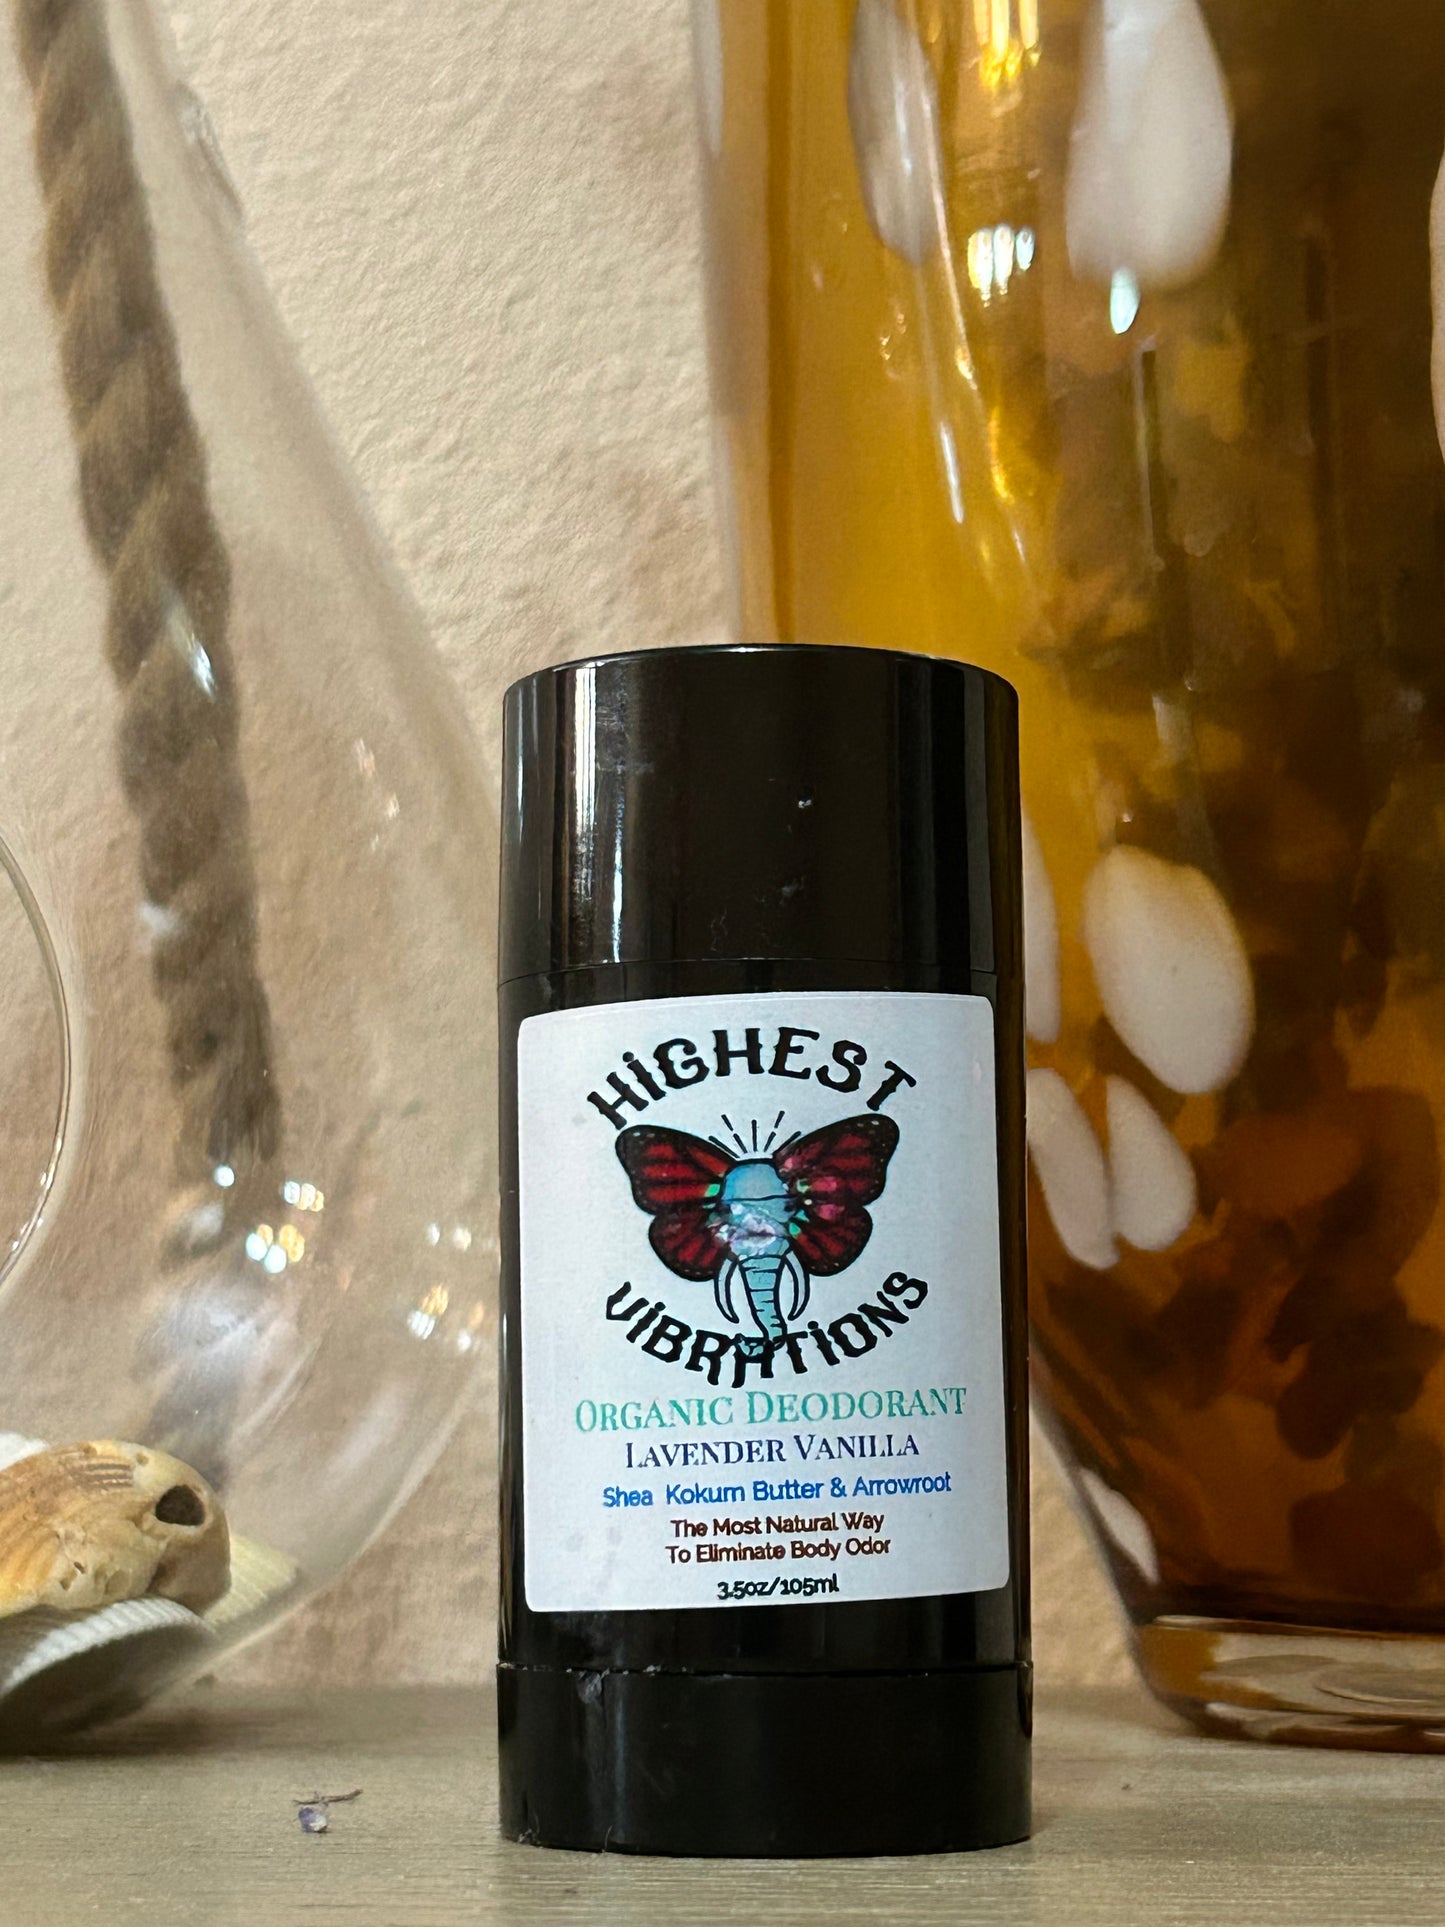 HiGHEST
ViBRATiONS
ORGANIC DEODORANT
LAVENDER VANILLA
Shea Kokum Butter & Arrowroot
The Most Natural Way
To Eliminate Body Odor
3.5oz/105ml